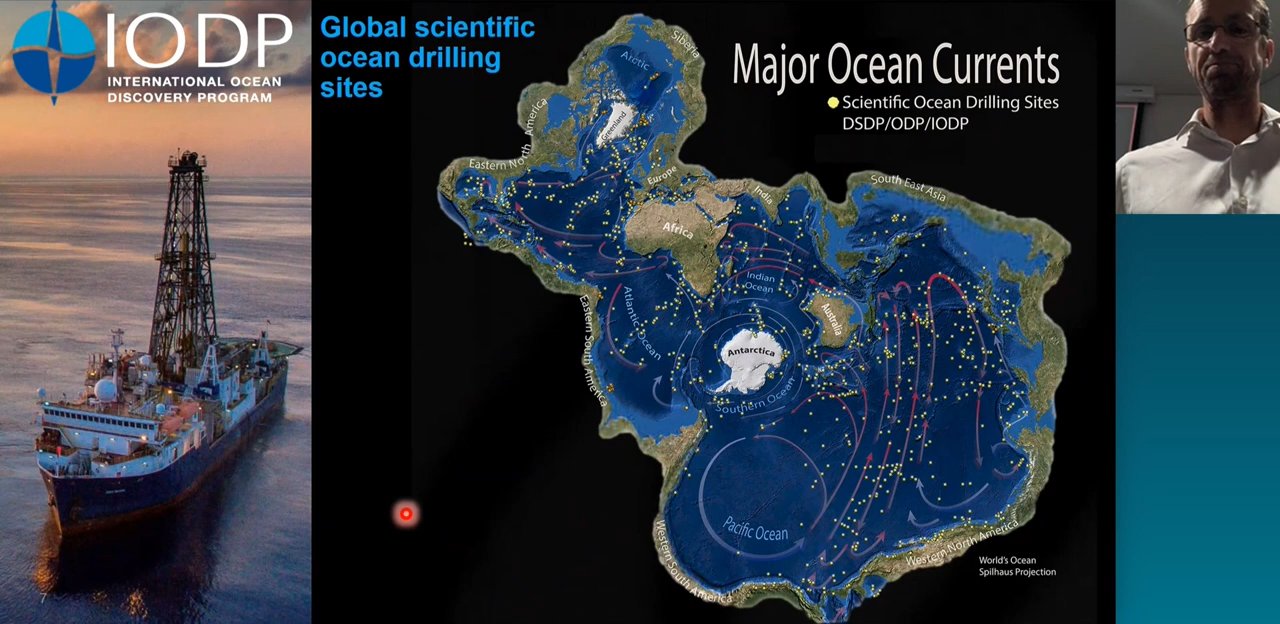 IODP
INTERNATIONAL OCEAN
DISCOVERY PROGRAM
Global scientific
ocean drilling
sites
Major Ocean Currents
Scientific Ocean Drilling Sites
DSDP/ODP/IODP
Siberia
Arctic
Greenland
Eastern North America
Europe
India
South East Asia
Africa
Indian
Ocean
Australia
Atlantic Ocean
Eastern South America
Antarctica
Southern Ocean
Pacific Ocean
Western South America
Western North America
World's Ocean
Spilhaus Projection